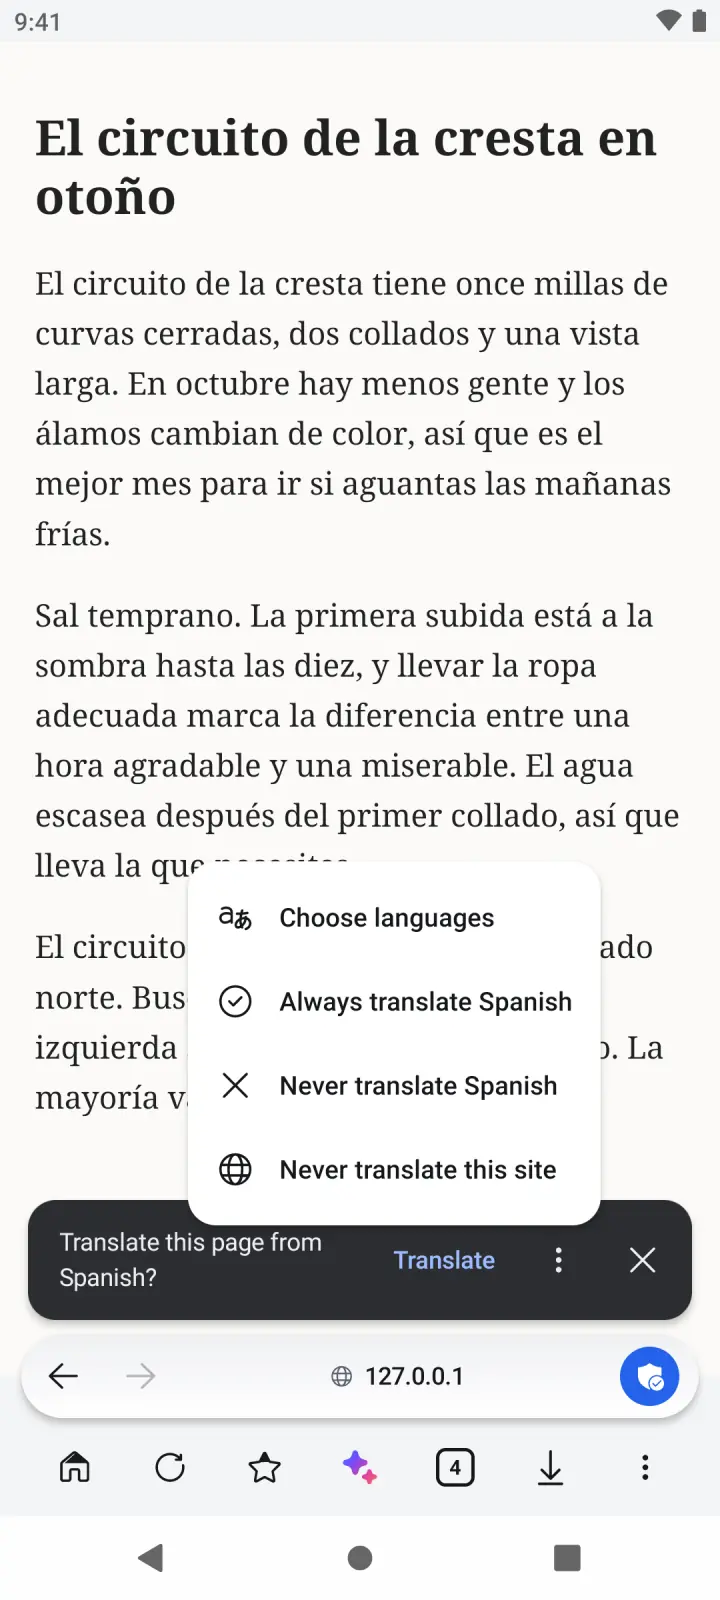 9:41
El circuito de la cresta en
otoño
El circuito de la cresta tiene once millas de
curvas cerradas, dos collados y una vista
larga. En octubre hay menos gente y los
álamos cambian de color, así que es el
mejor mes para ir si aguantas las mañanas
frías.
Sal temprano. La primera subida está a la
sombra hasta las diez, y llevar la ropa
adecuada marca la diferencia entre una
hora agradable y una miserable. El agua
escasea después del primer collado, así que
lleva la que
Choose languages
Always translate Spanish
Never translate Spanish
Never translate this site
El circuito
norte.
izquierda
La
mayoría
Translate this page from
Spanish?
Translate
127.0.0.1
4